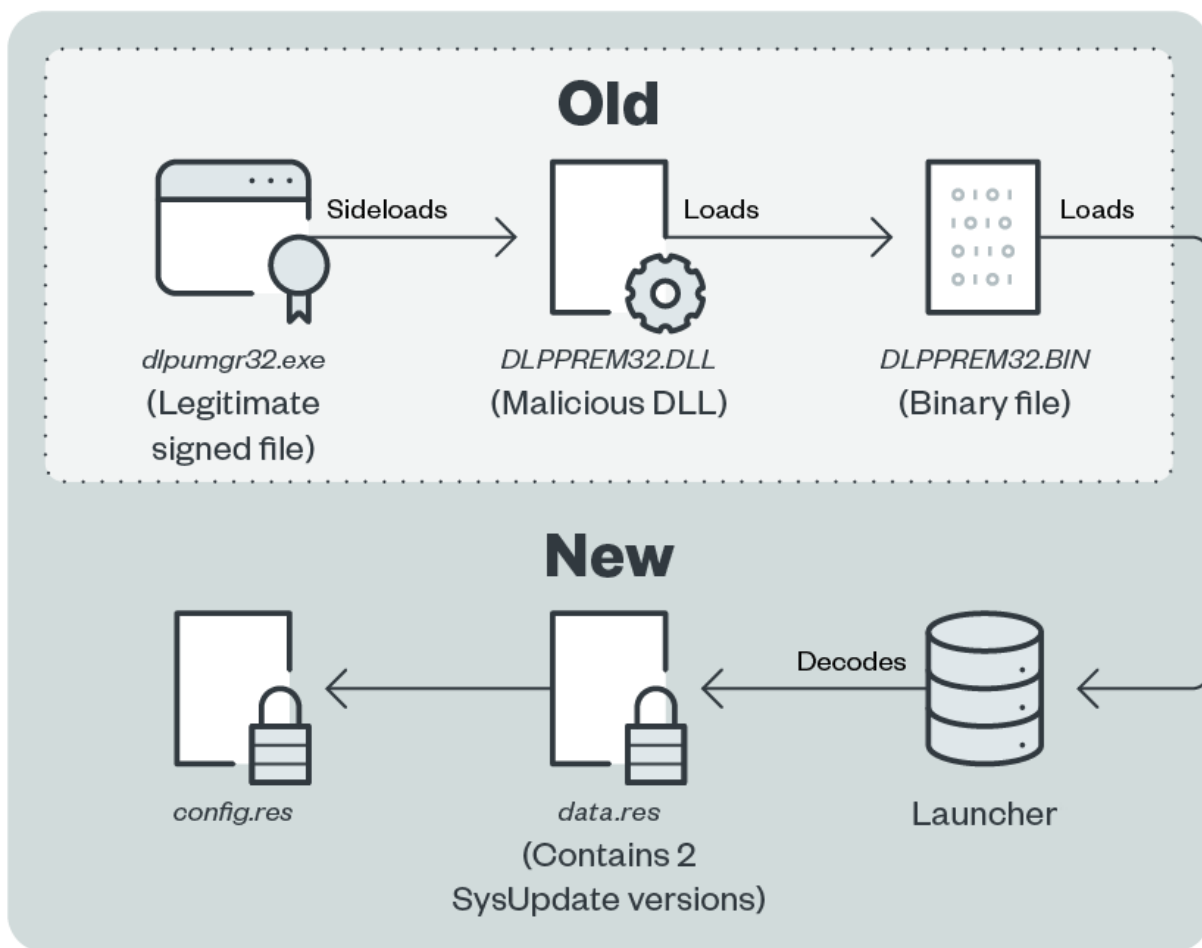 Old
Sideloads
Loads
Loads
dlpumgr32.exe
(Legitimate
signed file)
DLPPREM32.DLL
(Malicious DLL)
DLPPREM32.BIN
(Binary file)
New
Decodes
config.res
data.res
(Contains 2
SysUpdate versions)
Launcher